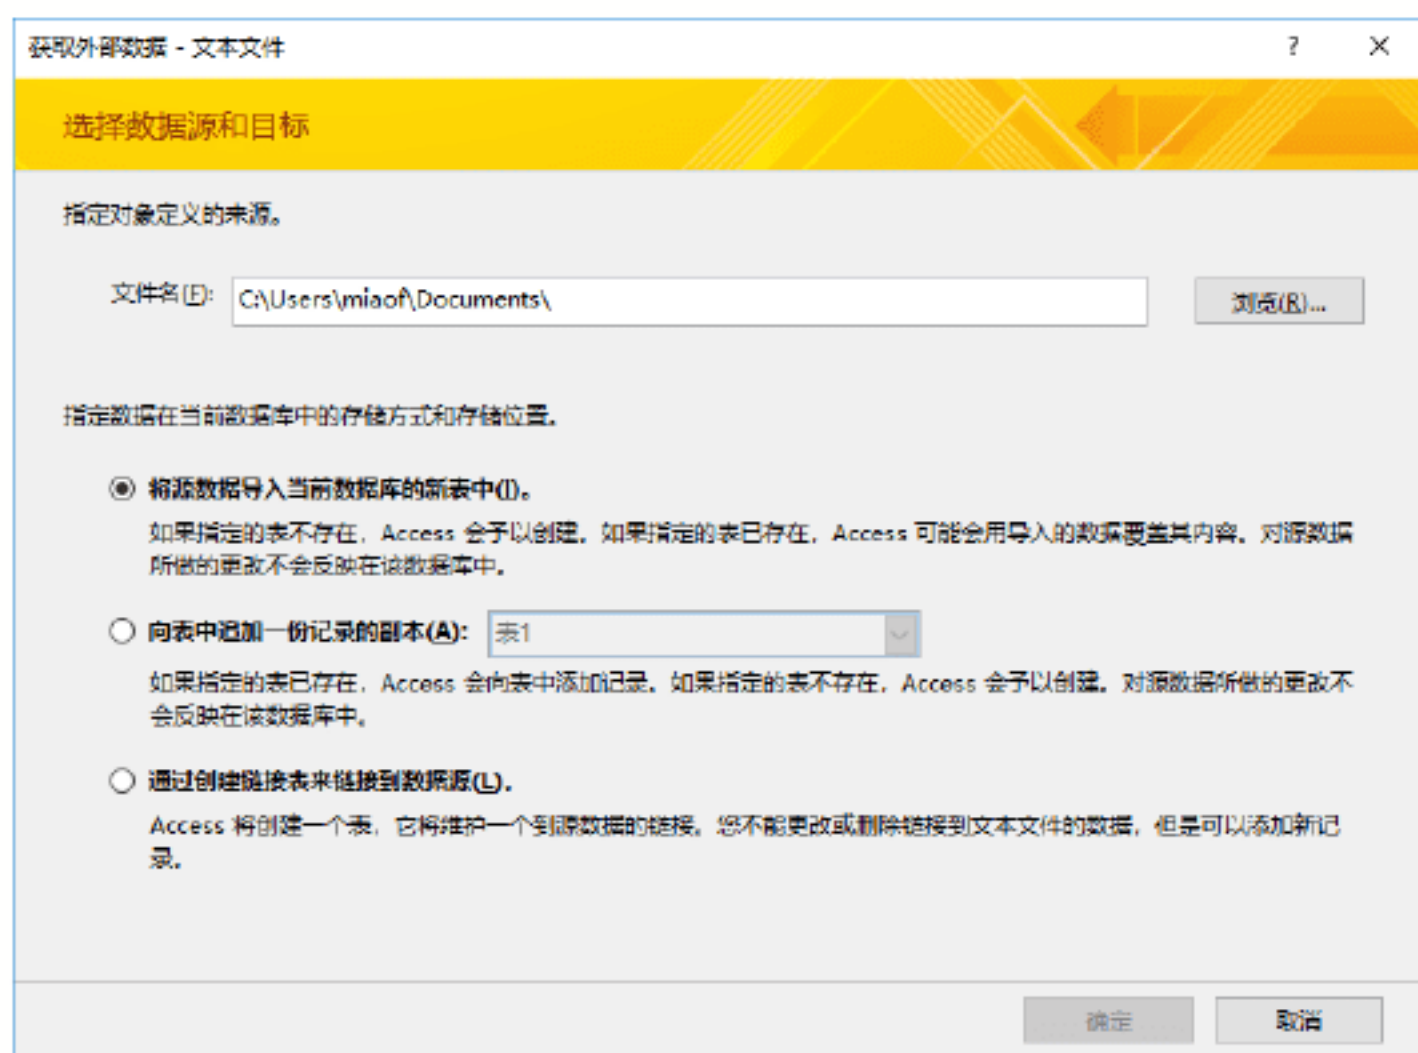 获取外部数据 - 文本文件
选择数据源和目标
指定对象定义的来源。
文件名(F):
C:\Users\miaof\Documents\
浏览(R)...
指定数据在当前数据库中的存储方式和存储位置。
将源数据导入当前数据库的新表中(I)。
如果指定的表不存在，Access 会予以创建。如果指定的表已存在，Access 可能会用导入的数据覆盖其内容。对源数据
所做的更改不会反映在该数据库中。
向表中追加一份记录的副本(A):
表1
如果指定的表已存在，Access 会向表中添加记录。如果指定的表不存在，Access 会予以创建。对源数据所做的更改不
会反映在该数据库中。
通过创建链接表来链接到数据源(L)。
Access 将创建一个表，它将维护一个到源数据的链接。您不能更改或删除链接到文本文件的数据，但是可以添加新记
录。
确定
取消